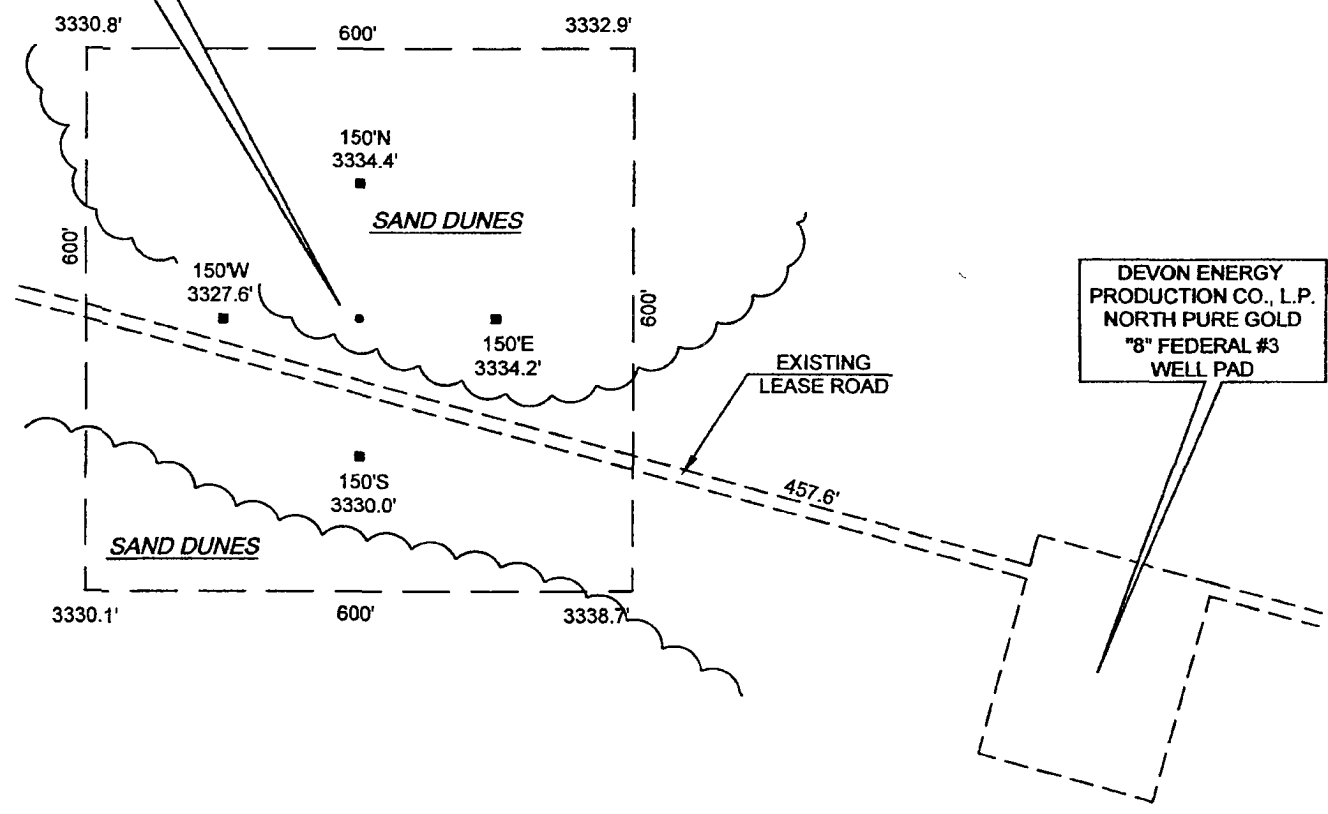 3330.8'
600'
3332.9'
150'N
3334.4'
SAND DUNES
600'
150'W
3327.6'
150'E
3334.2'
600'
DEVON ENERGY
PRODUCTION CO., L.P.
NORTH PURE GOLD
"8" FEDERAL #3
WELL PAD
EXISTING
LEASE ROAD
457.6'
150'S
3330.0'
SAND DUNES
3330.1'
600'
3338.7'